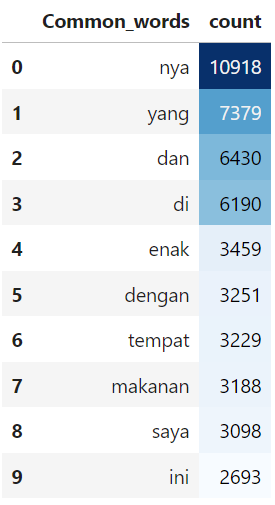 Common_words count
0 nya 10918
1 yang 7379
2 dan 6430
3 di 6190
4 enak 3459
5 dengan 3251
6 tempat 3229
7 makanan 3188
8 saya 3098
9 ini 2693